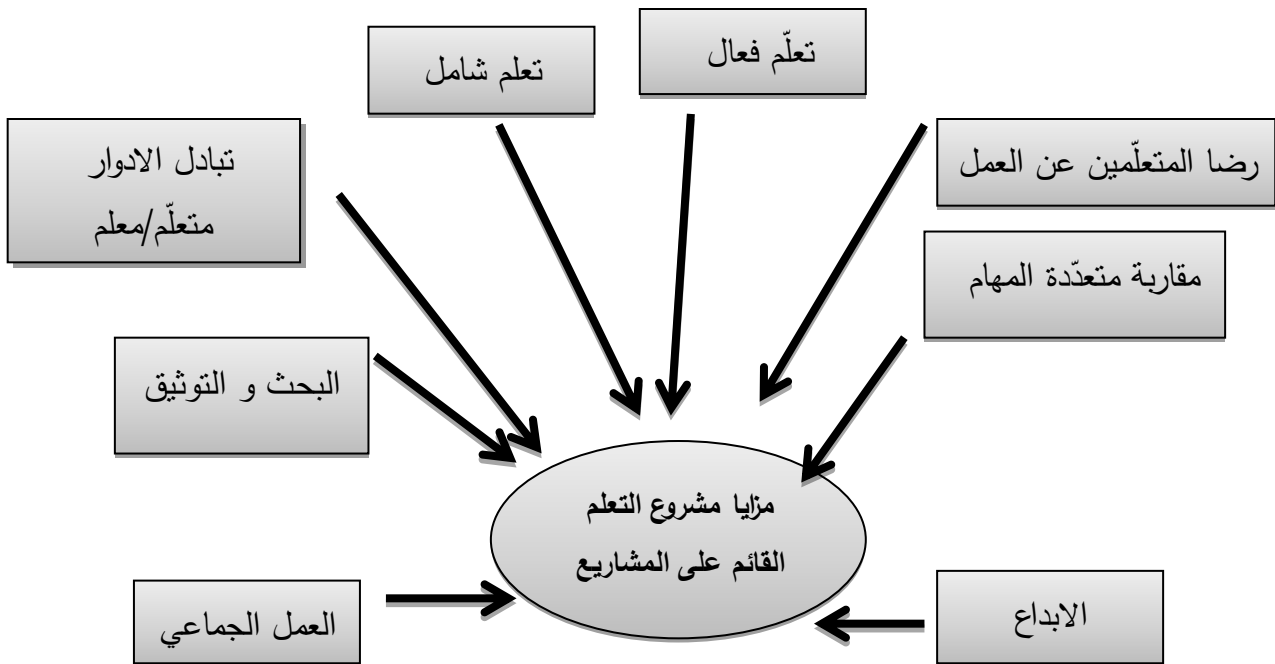 تعلّم فعال
تعلم شامل
رضا المتعلّمين عن العمل
تبادل الادوار
متعلّم/معلم
مقاربة متعدّدة المهام
البحث و التوثيق
مزايا مشروع التعلم
القائم على المشاريع
الابداع
العمل الجماعي